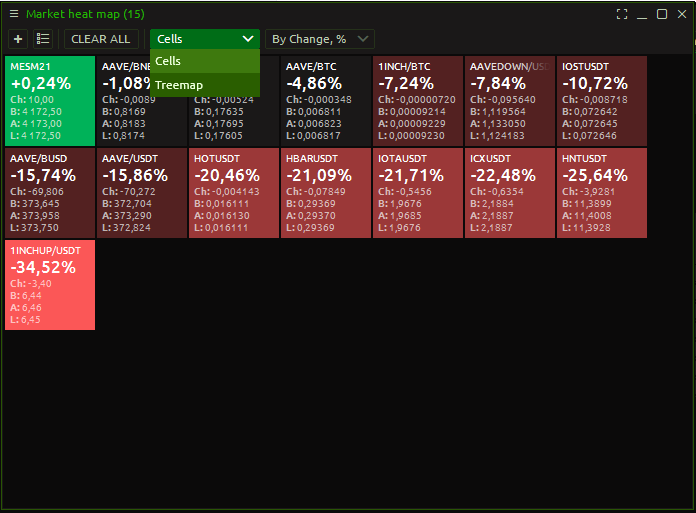 Market heat map (15)
CLEAR ALL
Cells
By Change, %
Cells
Treemap
MESM21
+0,24%
Ch: 10,00
B: 4 172,50
A: 4 173,00
L: 4 172,50
AAVE/BNB
-1,08%
Ch: -0,0089
B: 0,8169
A: 0,8183
L: 0,8174
-0,00524
0,17635
A: 0,17695
L: 0,17605
AAVE/BTC
-4,86%
Ch: -0,000348
B: 0,006811
A: 0,006823
L: 0,006817
1INCH/BTC
-7,24%
Ch: -0,00000720
B: 0,00009214
A: 0,00009229
L: 0,00009230
AAVEDOWN/USD
-7,84%
Ch: -0,095640
B: 1,119564
A: 1,133050
L: 1,124183
IOSTUSDT
-10,72%
Ch: -0,008718
B: 0,072641
A: 0,072645
L: 0,072646
AAVE/BUSD
-15,74%
Ch: -69,806
B: 373,645
A: 373,958
L: 373,750
AAVE/USDT
-15,86%
Ch: -70,272
B: 372,704
A: 373,290
L: 372,824
HOTUSDT
-20,46%
Ch: -0,004143
B: 0,016111
A: 0,016130
L: 0,016111
HBARUSDT
-21,09%
Ch: -0,07849
B: 0,29369
A: 0,29370
L: 0,29369
IOTAUSDT
-21,71%
Ch: -0,5456
B: 1,9676
A: 1,9685
L: 1,9676
ICXUSDT
-22,48%
Ch: -0,6354
B: 2,1884
A: 2,1887
L: 2,1887
HNTUSDT
-25,64%
Ch: -3,9281
B: 11,3899
A: 11,4008
L: 11,3928
1INCHUP/USDT
-34,52%
Ch: -3,40
B: 6,44
A: 6,46
L: 6,45